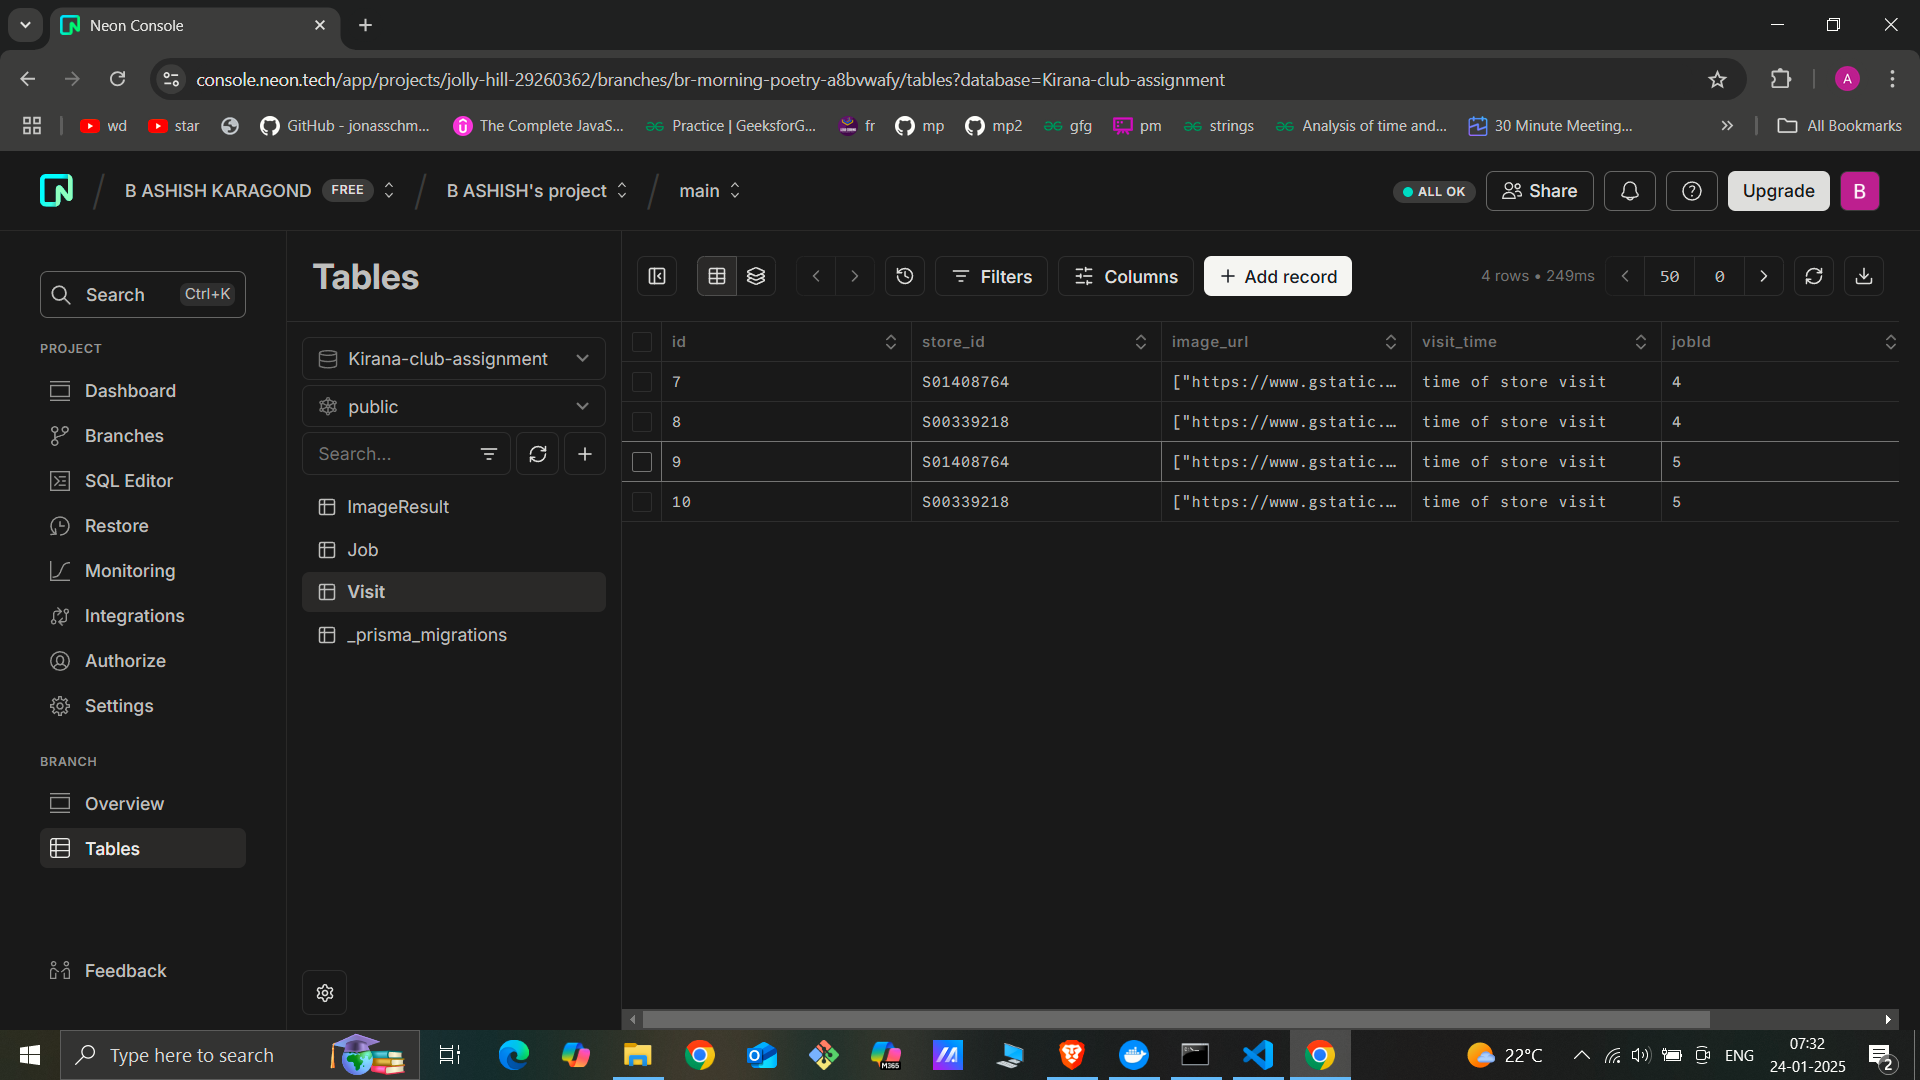 Neon Console
console.neon.tech/app/projects/jolly-hill-29260362/branches/br-morning-poetry-a8bvwafy/tables?database=Kirana-club-assignment
A
wd star GitHub - jonasschm... The Complete JavaS... Practice | GeeksforG... fr mp mp2 gfg pm strings Analysis of time and... 30 Minute Meeting... » All Bookmarks
B ASHISH KARAGOND FREE / B ASHISH's project / main ALL OK Share Upgrade B
Search Ctrl+K
PROJECT
Dashboard
Branches
SQL Editor
Restore
Monitoring
Integrations
Authorize
Settings
BRANCH
Overview
Tables
Feedback
Tables
Kirana-club-assignment
public
Search...
ImageResult
Job
Visit
_prisma_migrations
Filters Columns + Add record 4 rows • 249ms 50 0
id store_id image_url visit_time jobId
7 S01408764 ["https://www.gstatic.… time of store visit 4
8 S00339218 ["https://www.gstatic.… time of store visit 4
9 S01408764 ["https://www.gstatic.… time of store visit 5
10 S00339218 ["https://www.gstatic.… time of store visit 5
Type here to search M365 22°C ENG 07:32
24-01-2025 2